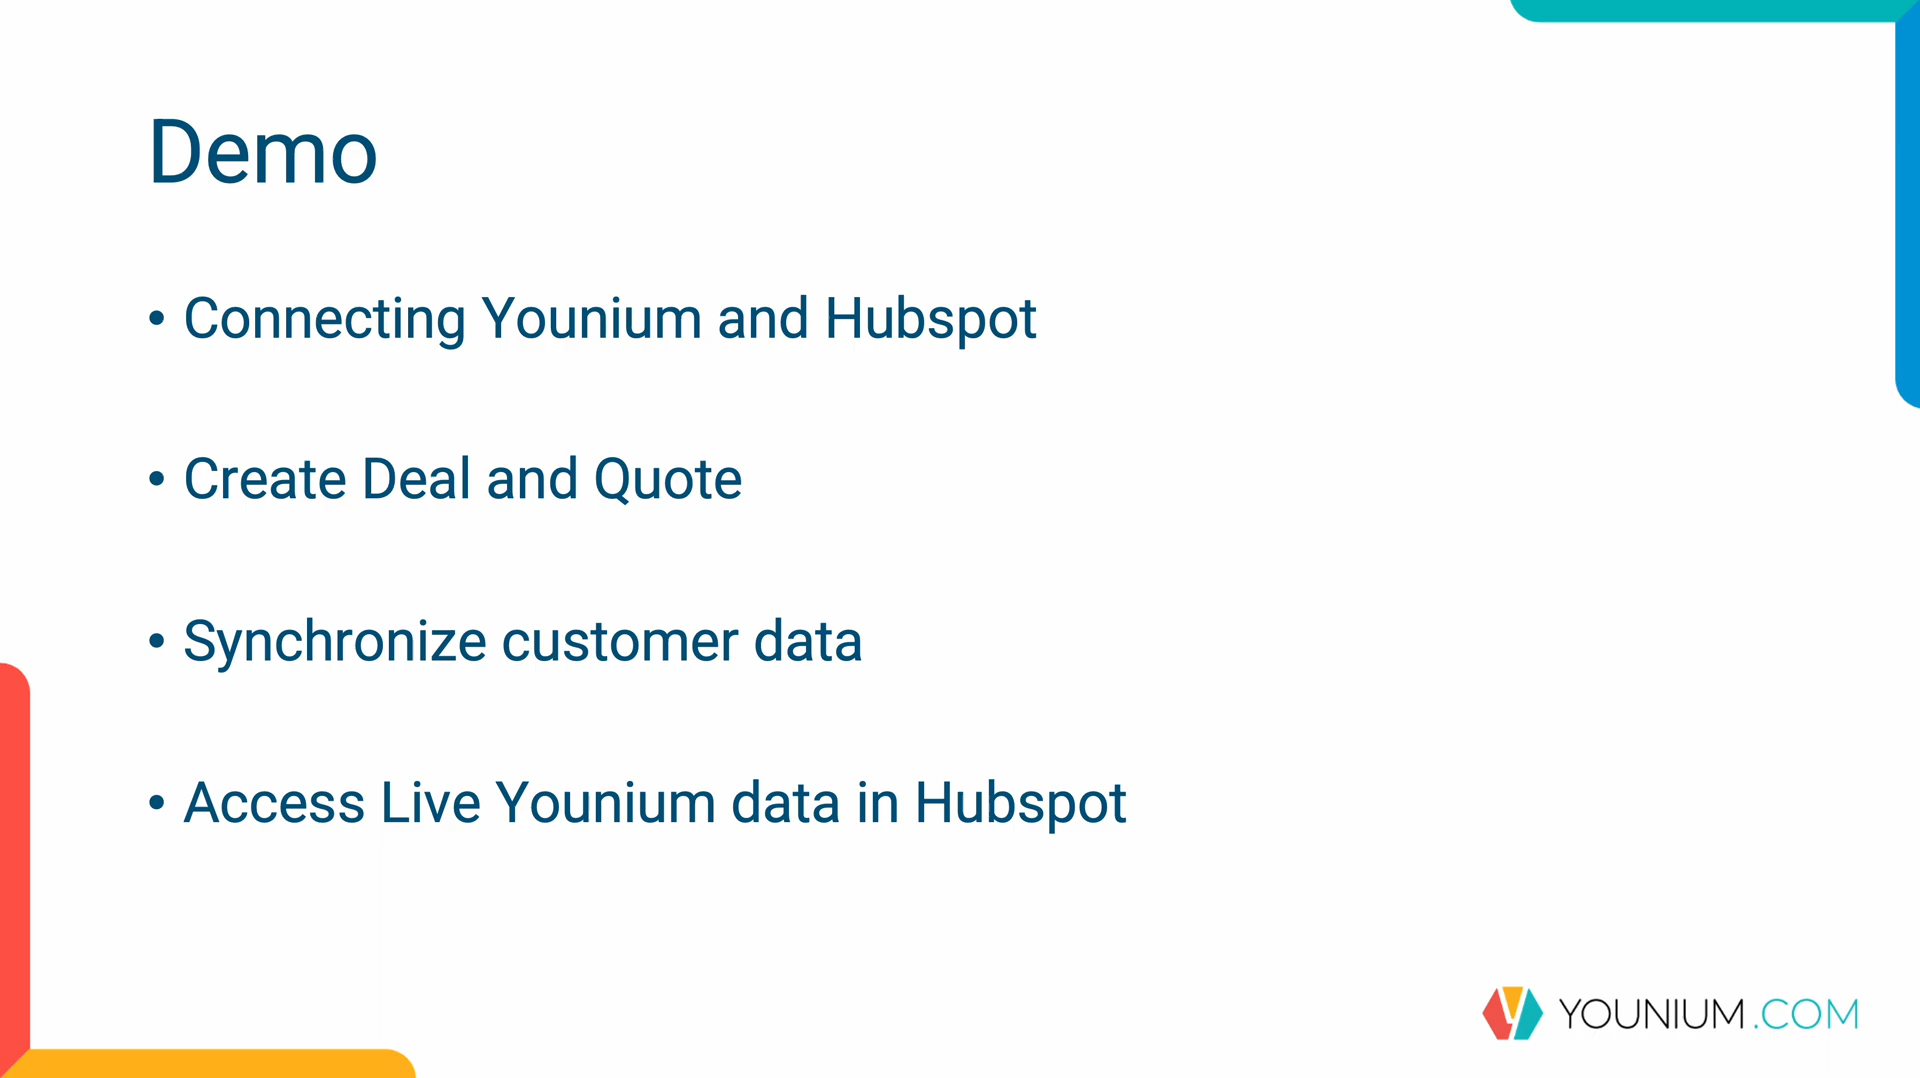 Demo
• Connecting Younium and Hubspot
• Create Deal and Quote
• Synchronize customer data
• Access Live Younium data in Hubspot
YOUNIUM.COM